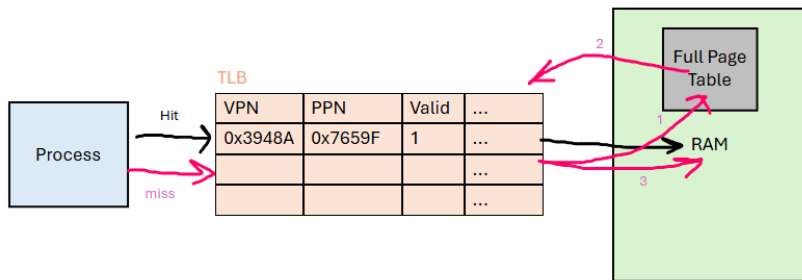 2
Full Page
Table
TLB
VPN PPN Valid ...
Hit
0x3948A 0x7659F 1 ...
1
Process
RAM
miss
...
3
...